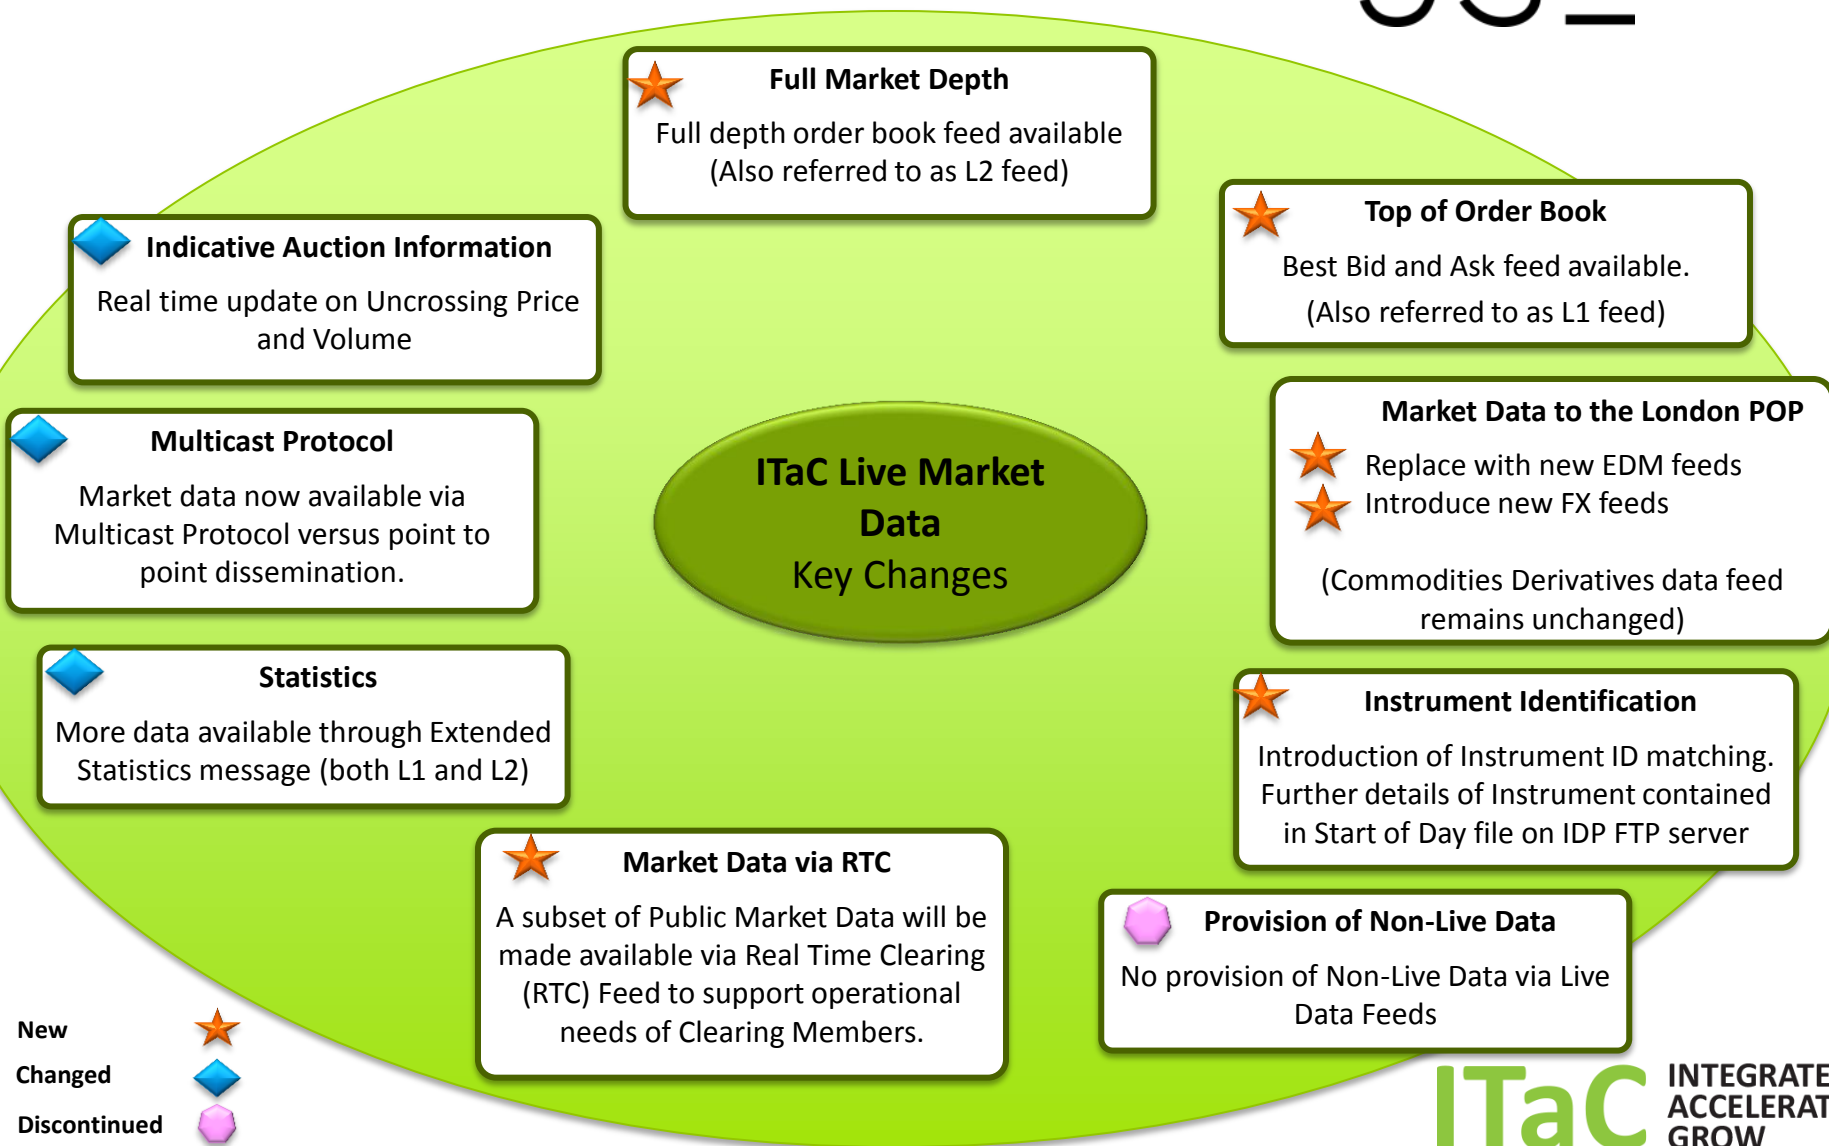 Full Market Depth
Full depth order book feed available
(Also referred to as L2 feed)
Top of Order Book
Best Bid and Ask feed available.
(Also referred to as L1 feed)
Indicative Auction Information
Real time update on Uncrossing Price
and Volume
Market Data to the London POP
Replace with new EDM feeds
Introduce new FX feeds
(Commodities Derivatives data feed
remains unchanged)
Multicast Protocol
Market data now available via
Multicast Protocol versus point to
point dissemination.
ITaC Live Market
Data
Key Changes
Statistics
More data available through Extended
Statistics message (both L1 and L2)
Instrument Identification
Introduction of Instrument ID matching.
Further details of Instrument contained
in Start of Day file on IDP FTP server
Market Data via RTC
A subset of Public Market Data will be
made available via Real Time Clearing
(RTC) Feed to support operational
needs of Clearing Members.
Provision of Non-Live Data
No provision of Non-Live Data via Live
Data Feeds
New
Changed
Discontinued
ITaC
INTEGRATE
ACCELERAT
GROW